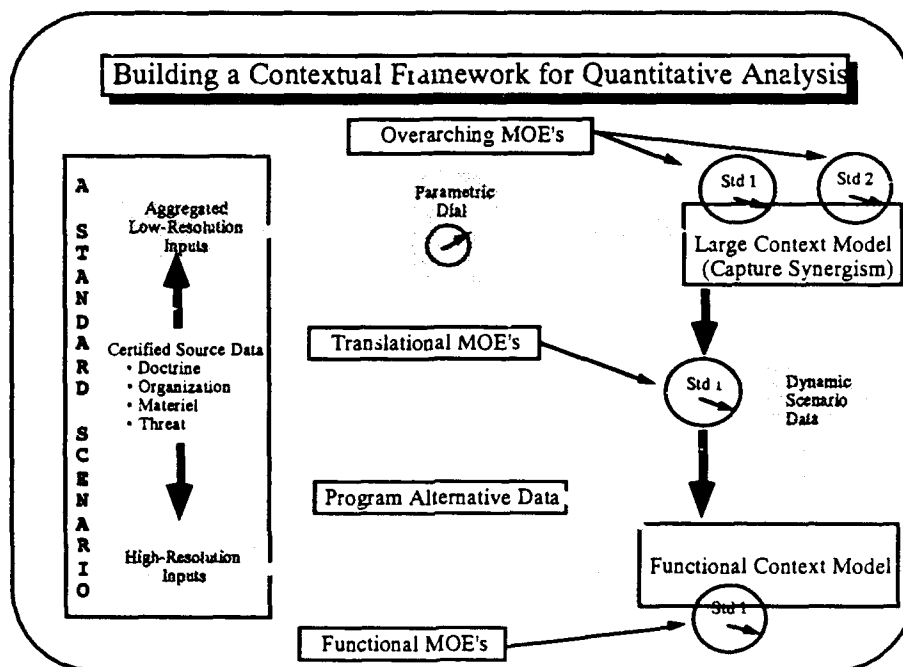 Building a Contextual Framework for Quantitative Analysis
Overarching MOE's
A STANDARD SCENARIO
Aggregated
Low-Resolution
Inputs
Certified Source Data
• Doctrine
• Organization
• Materiel
• Threat
High-Resolution
Inputs
Parametric
Dial
Std 1
Std 2
Large Context Model
(Capture Synergism)
Translational MOE's
Std 1
Dynamic
Scenario
Data
Program Alternative Data
Functional Context Model
Std 1
Functional MOE's